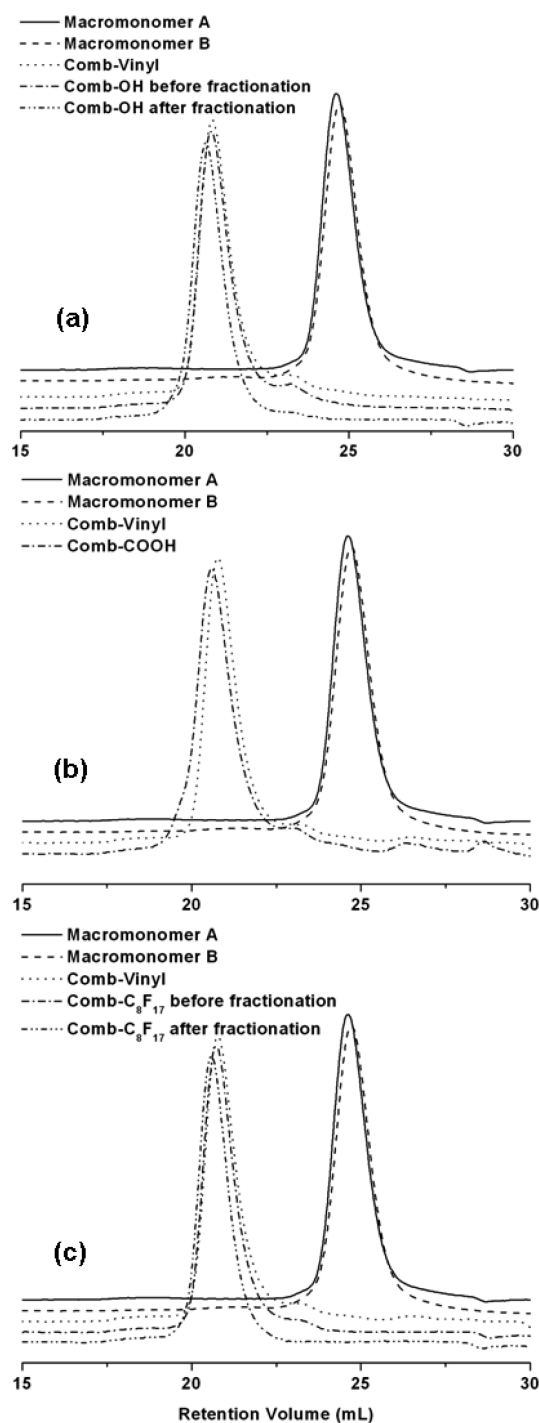 Macromonomer A
Macromonomer B
Comb-Vinyl
Comb-OH before fractionation
Comb-OH after fractionation
(a)
15 20 25 30
Macromonomer A
Macromonomer B
Comb-Vinyl
Comb-COOH
(b)
15 20 25 30
Macromonomer A
Macromonomer B
Comb-Vinyl
Comb-C₈F₁₇ before fractionation
Comb-C₈F₁₇ after fractionation
(c)
15 20 25 30
Retention Volume (mL)